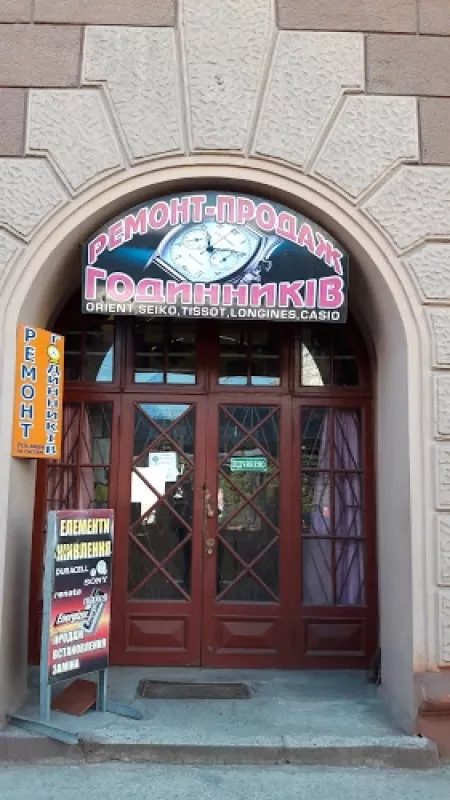 РЕМОНТ-ПРОДАЖ
ГОДИННИКІВ
ORIENT,SEIKO,TISSOT,LONGINES,CASIO
РЕМОНТ
ГОДИННИКІВ
ВІДЧИНЕНО
ЕЛЕМЕНТИ
ЖИВЛЕННЯ
DURACELL
SONY
renata
Energizer
ПРОДАЖ
ВСТАНОВЛЕННЯ
ЗАМІНА